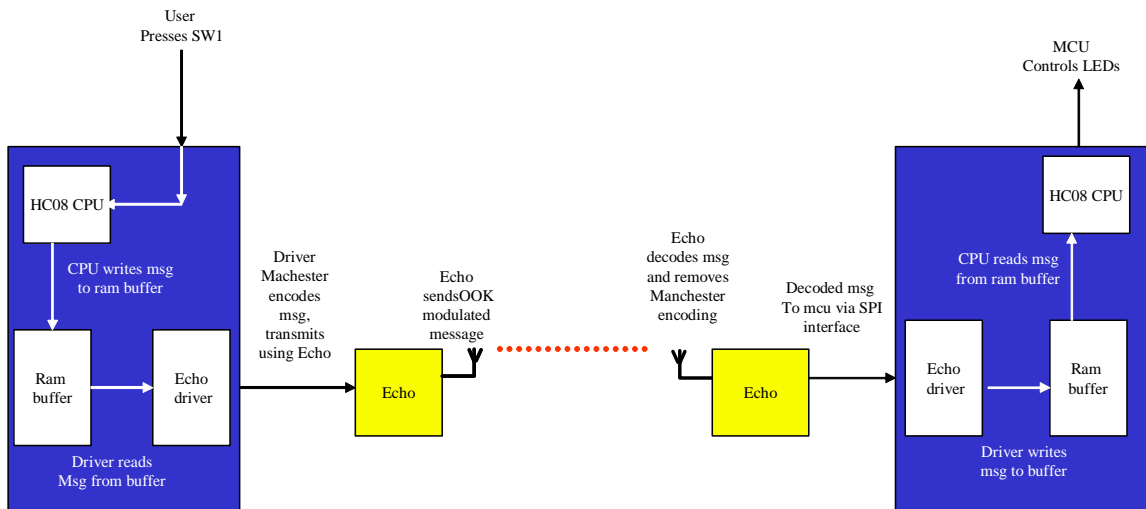 User
Presses SW1
MCU
Controls LEDs
HC08 CPU
CPU writes msg
to ram buffer
Ram
buffer
Echo
driver
Driver reads
Msg from buffer
Driver
Machester
encodes
msg,
transmits
using Echo
Echo
sendsOOK
modulated
message
Echo
Echo
decodes msg
and removes
Manchester
encoding
Echo
Decoded msg
To mcu via SPI
interface
HC08 CPU
CPU reads msg
from ram buffer
Echo
driver
Ram
buffer
Driver writes
msg to buffer